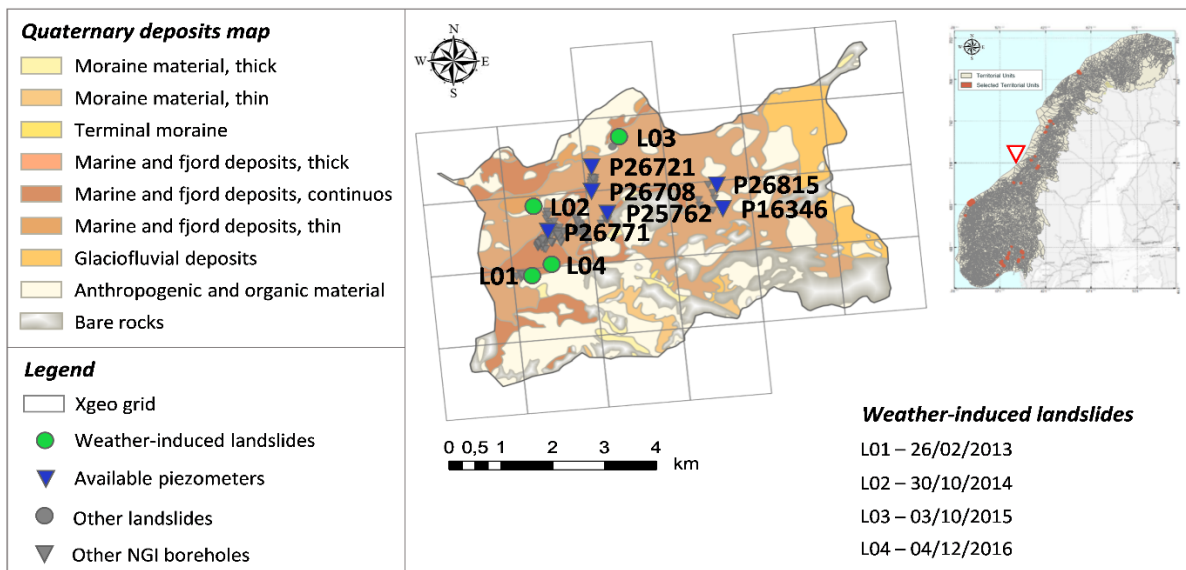 Quaternary deposits map
Moraine material, thick
Moraine material, thin
Terminal moraine
Marine and fjord deposits, thick
Marine and fjord deposits, continuos
Marine and fjord deposits, thin
Glaciofluvial deposits
Anthropogenic and organic material
Bare rocks
Legend
Xgeo grid
Weather-induced landslides
Available piezometers
Other landslides
Other NGI boreholes
N
W E
S
L03
P26721
P26708
P26815
L02
P25762
P16346
P26771
L01
L04
0 0,5 1 2 3 4
km
N
W E
S
Territorial Units
Selected Territorial Units
Weather-induced landslides
L01 – 26/02/2013
L02 – 30/10/2014
L03 – 03/10/2015
L04 – 04/12/2016